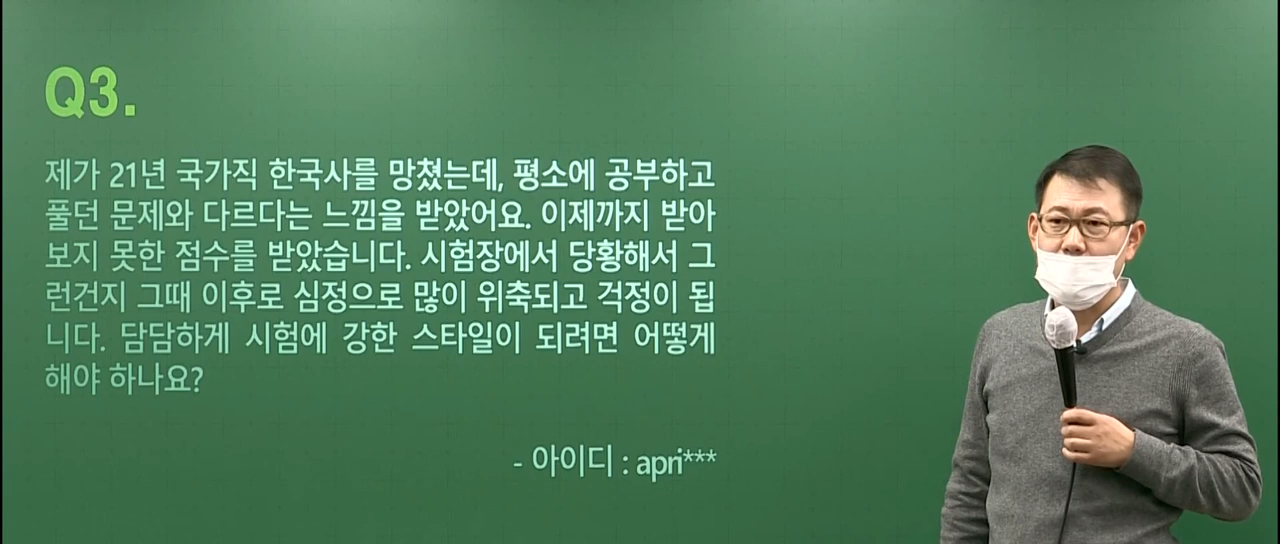 Q3.
제가 21년 국가직 한국사를 망쳤는데, 평소에 공부하고
풀던 문제와 다르다는 느낌을 받았어요. 이제까지 받아
보지 못한 점수를 받았습니다. 시험장에서 당황해서 그
런건지 그때 이후로 심정으로 많이 위축되고 걱정이 됩
니다. 담담하게 시험에 강한 스타일이 되려면 어떻게
해야 하나요?
- 아이디 : apri***